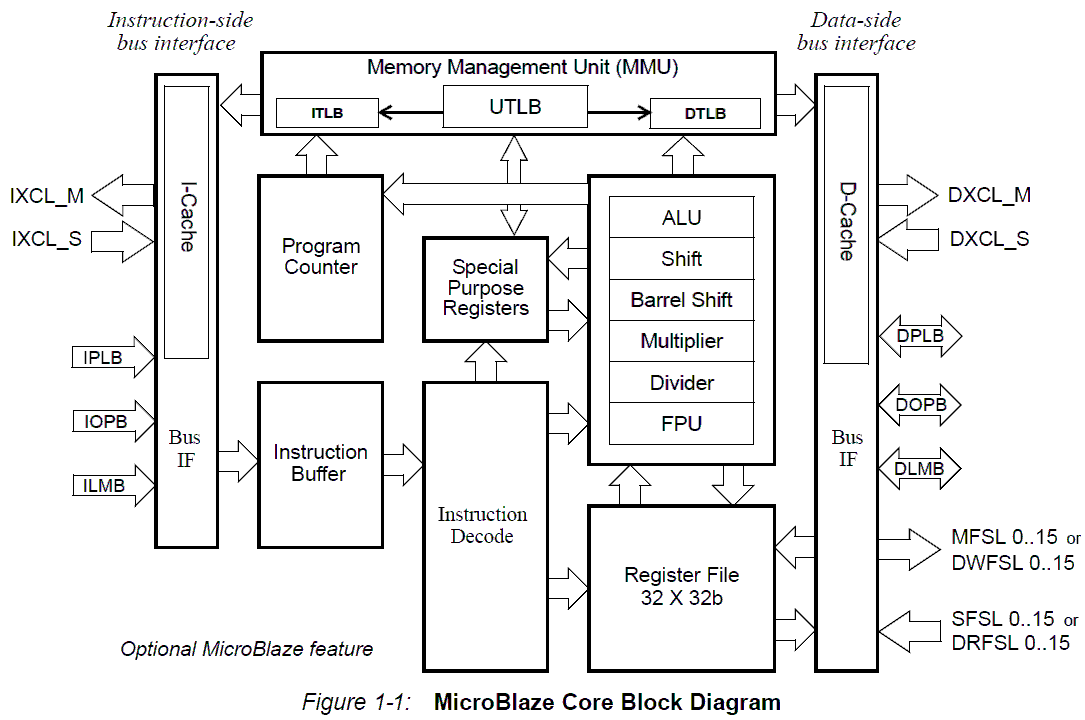 Instruction-side
bus interface
Data-side
bus interface
Memory Management Unit (MMU)
ITLB
UTLB
DTLB
I-Cache
D-Cache
IXCL_M
IXCL_S
DXCL_M
DXCL_S
Program
Counter
Special
Purpose
Registers
ALU
Shift
Barrel Shift
Multiplier
Divider
FPU
IPLB
IOPB
ILMB
Bus
IF
Instruction
Buffer
Instruction
Decode
Register File
32 X 32b
DPLB
DOPB
DLMB
Bus
IF
MFSL 0..15 or
DWFSL 0..15
SFSL 0..15 or
DRFSL 0..15
Optional MicroBlaze feature
Figure 1-1: MicroBlaze Core Block Diagram